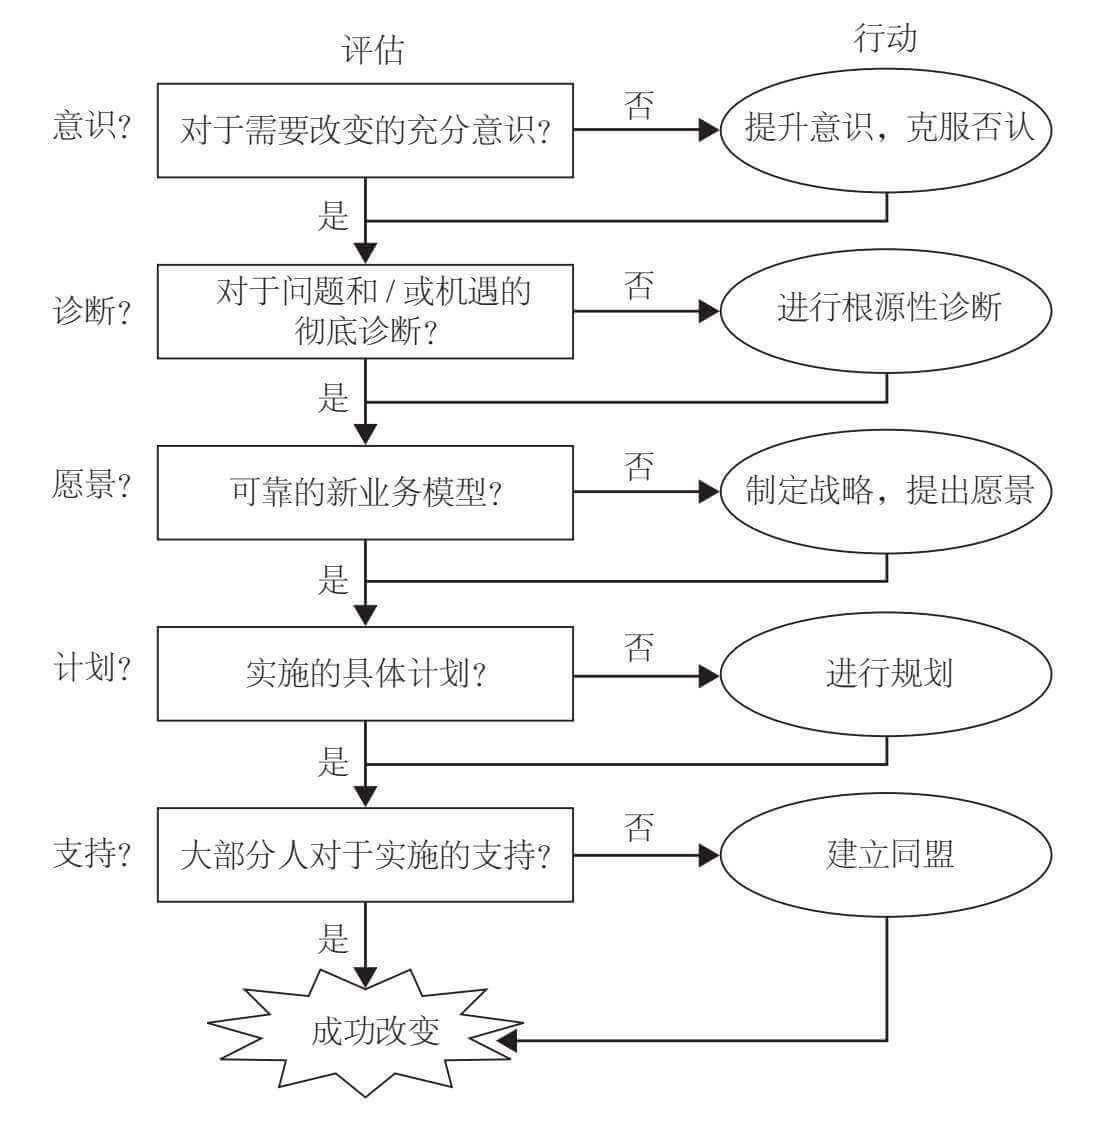 评估
行动
意识？
对于需要改变的充分意识？
否
提升意识，克服否认
是
诊断？
对于问题和 / 或机遇的
彻底诊断？
否
进行根源性诊断
是
愿景？
可靠的新业务模型？
否
制定战略，提出愿景
是
计划？
实施的具体计划？
否
进行规划
是
支持？
大部分人对于实施的支持？
否
建立同盟
是
成功改变